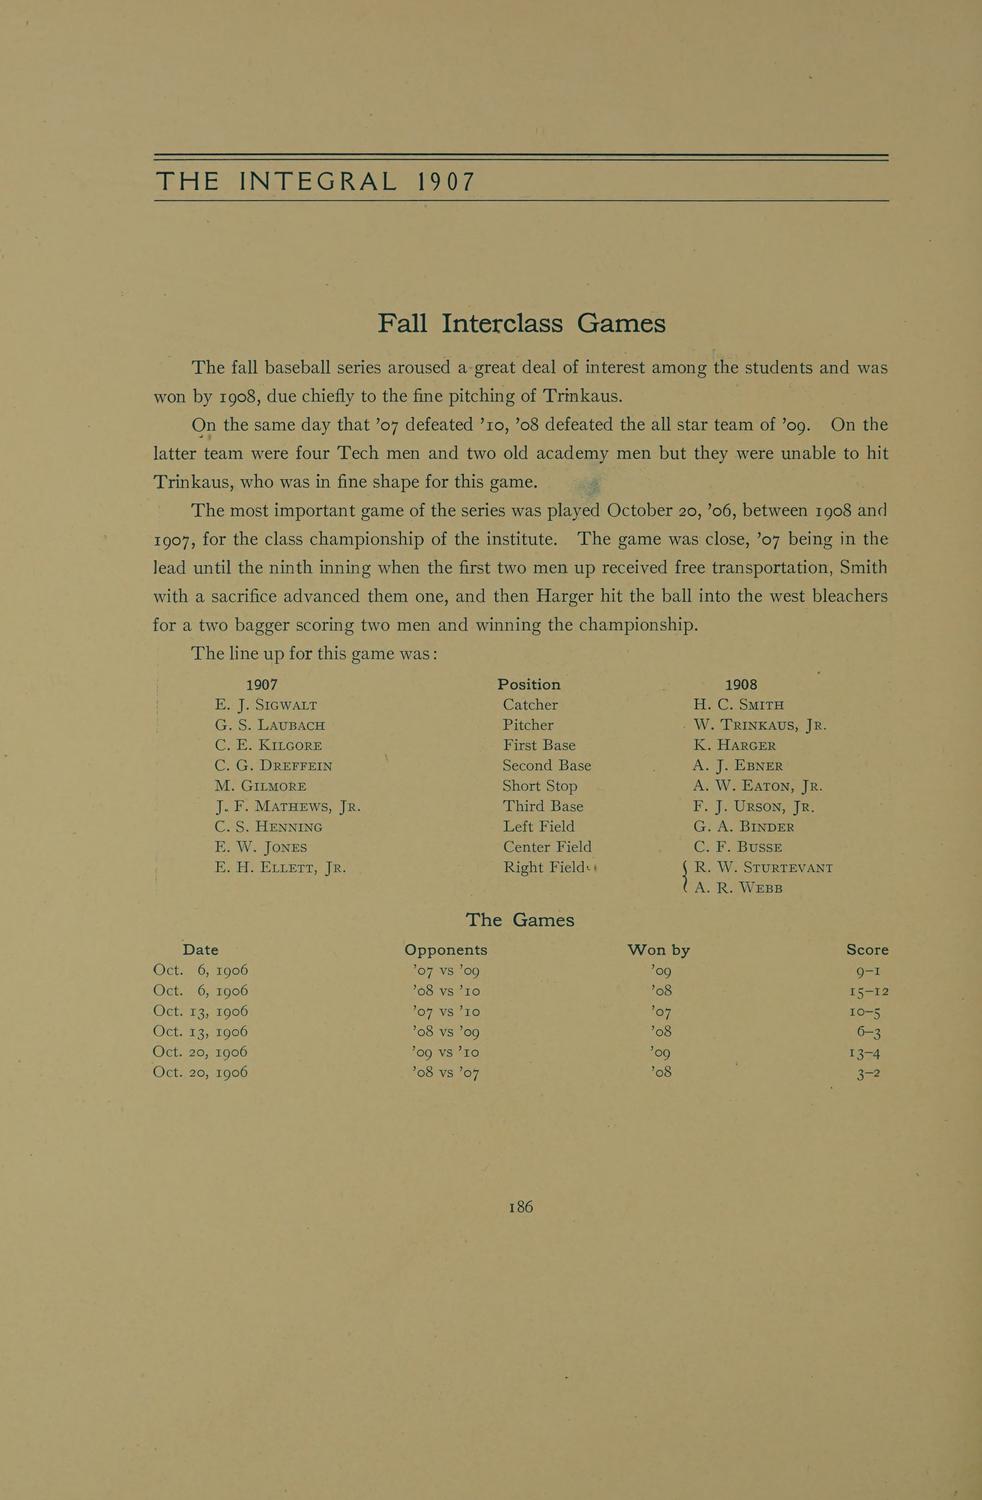 THE INTEGRAL 1907
Fall Interclass Games
The fall baseball series aroused a great deal of interest among the students and was
won by 1908, due chiefly to the fine pitching of Trinkaus.
On the same day that ’07 defeated ’10, ’08 defeated the all star team of ’09. On the
latter team were four Tech men and two old academy men but they were unable to hit
Trinkaus, who was in fine shape for this game.
The most important game of the series was played October 20, ’06, between 1908 and
1907, for the class championship of the institute. The game was close, ’07 being in the
lead until the ninth inning when the first two men up received free transportation, Smith
with a sacrifice advanced them one, and then Harger hit the ball into the west bleachers
for a two bagger scoring two men and winning the championship.
The line up for this game was:
1907 Position 1908
E. J. SIGWALT Catcher H. C. SMITH
G. S. LAUBACH Pitcher W. TRINKAUS, JR.
C. E. KILGORE First Base K. HARGER
C. G. DREFFEIN Second Base A. J. EBNER
M. GILMORE Short Stop A. W. EATON, JR.
J. F. MATHEWS, JR. Third Base F. J. URSON, JR.
C. S. HENNING Left Field G. A. BINDER
E. W. JONES Center Field C. F. BUSSE
E. H. ELLETT, JR. Right Field { R. W. STURTEVANT
A. R. WEBB
The Games
Date Opponents Won by Score
Oct. 6, 1906 ’07 vs ’09 ’09 9–1
Oct. 6, 1906 ’08 vs ’10 ’08 15–12
Oct. 13, 1906 ’07 vs ’10 ’07 10–5
Oct. 13, 1906 ’08 vs ’09 ’08 6–3
Oct. 20, 1906 ’09 vs ’10 ’09 13–4
Oct. 20, 1906 ’08 vs ’07 ’08 3–2
186